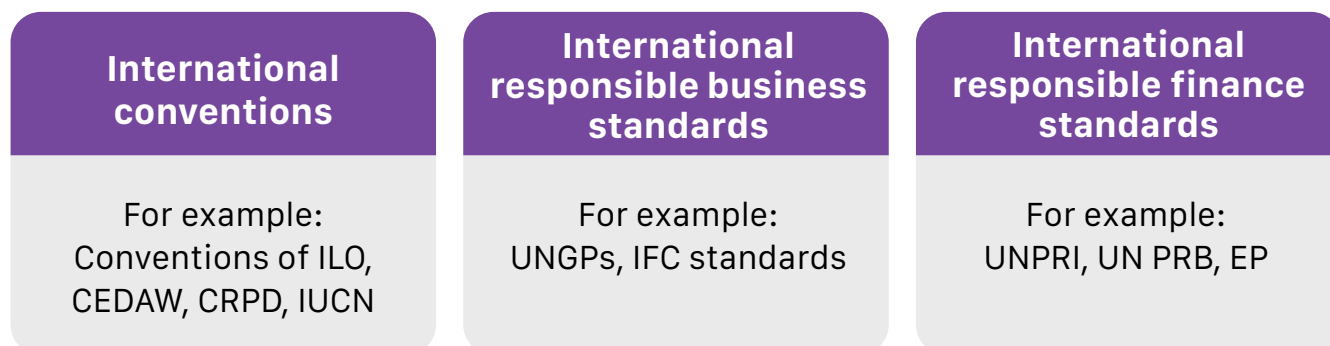 International
conventions
For example:
Conventions of ILO,
CEDAW, CRPD, IUCN
International
responsible business
standards
For example:
UNGPs, IFC standards
International
responsible finance
standards
For example:
UNPRI, UN PRB, EP